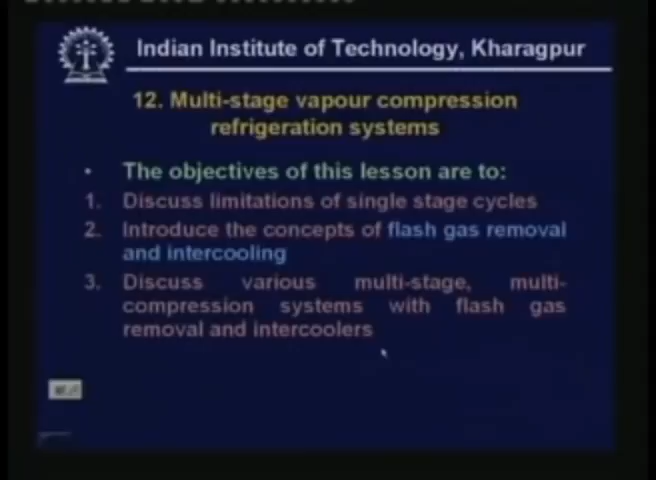 Indian Institute of Technology, Kharagpur
12. Multi-stage vapour compression
refrigeration systems
• The objectives of this lesson are to:
1. Discuss limitations of single stage cycles
2. Introduce the concepts of flash gas removal
and intercooling
3. Discuss various multi-stage, multi-
compression systems with flash gas
removal and intercoolers